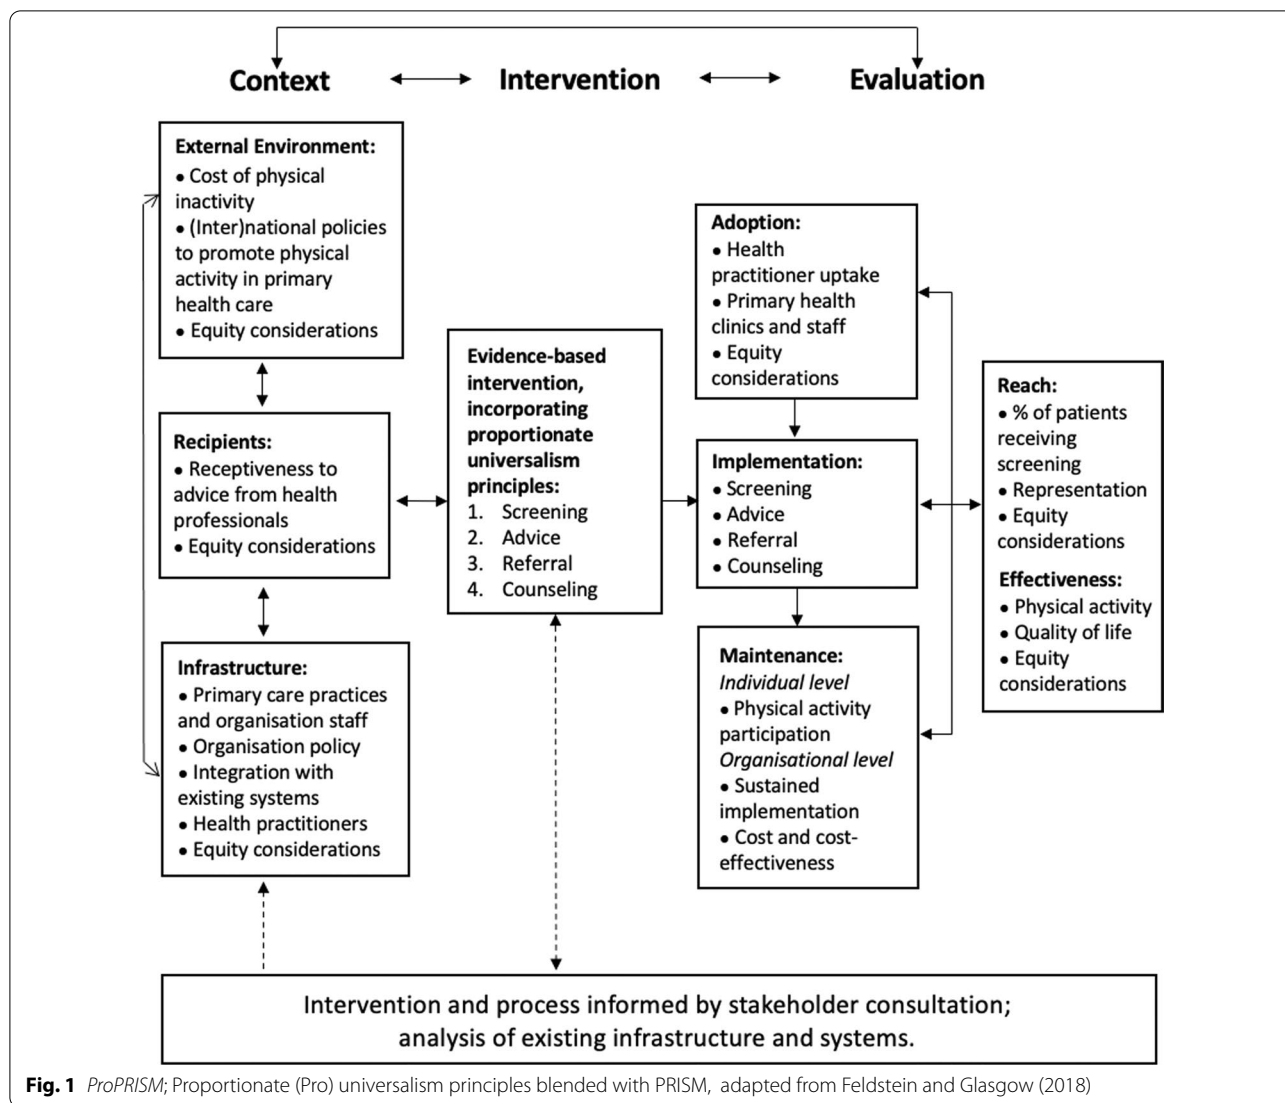 Context
Intervention
Evaluation
External Environment:
● Cost of physical
inactivity
● (Inter)national policies
to promote physical
activity in primary
health care
● Equity considerations
Recipients:
● Receptiveness to
advice from health
professionals
● Equity considerations
Infrastructure:
● Primary care practices
and organisation staff
● Organisation policy
● Integration with
existing systems
● Health practitioners
● Equity considerations
Evidence-based
intervention,
incorporating
proportionate
universalism
principles:
1. Screening
2. Advice
3. Referral
4. Counseling
Adoption:
● Health
practitioner uptake
● Primary health
clinics and staff
● Equity
considerations
Implementation:
● Screening
● Advice
● Referral
● Counseling
Maintenance:
Individual level
● Physical activity
participation
Organisational level
● Sustained
implementation
● Cost and cost-
effectiveness
Reach:
● % of patients
receiving
screening
● Representation
● Equity
considerations
Effectiveness:
● Physical activity
● Quality of life
● Equity
considerations
Intervention and process informed by stakeholder consultation;
analysis of existing infrastructure and systems.
Fig. 1 ProPRISM; Proportionate (Pro) universalism principles blended with PRISM, adapted from Feldstein and Glasgow (2018)